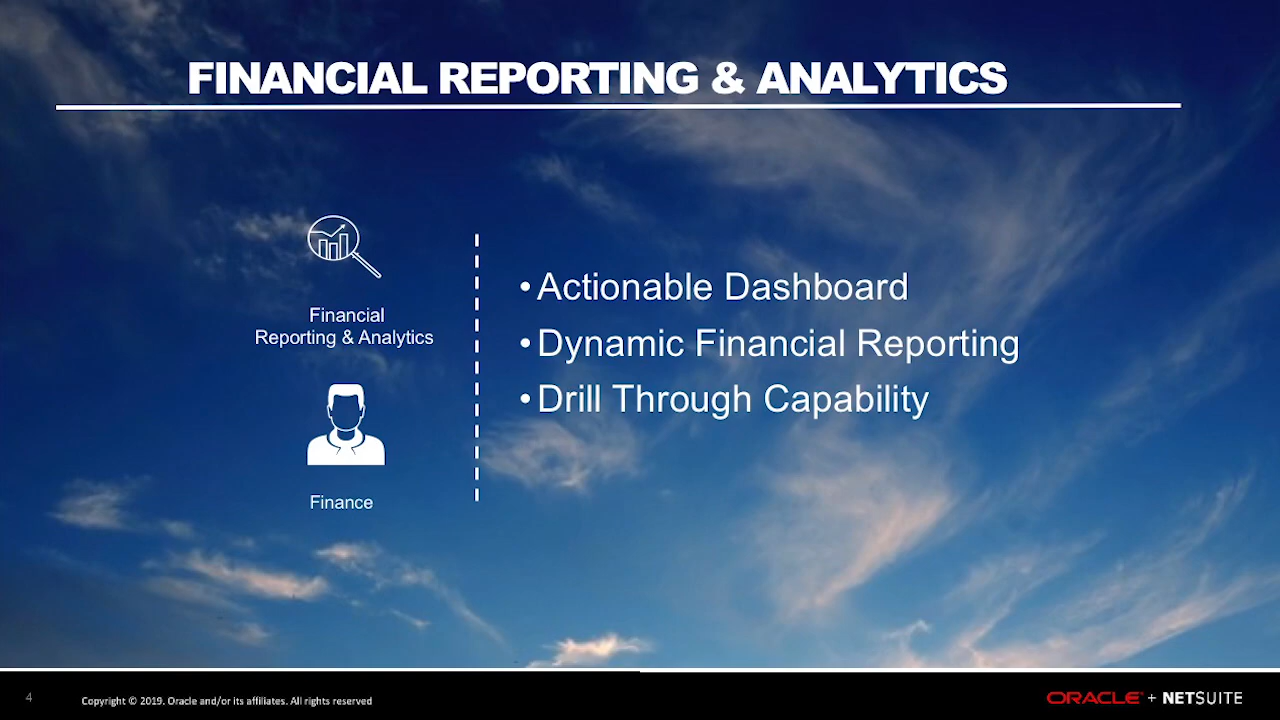 FINANCIAL REPORTING & ANALYTICS
Financial
Reporting & Analytics
Finance
• Actionable Dashboard
• Dynamic Financial Reporting
• Drill Through Capability
4
Copyright © 2019. Oracle and/or its affiliates. All rights reserved
ORACLE® + NETSUITE